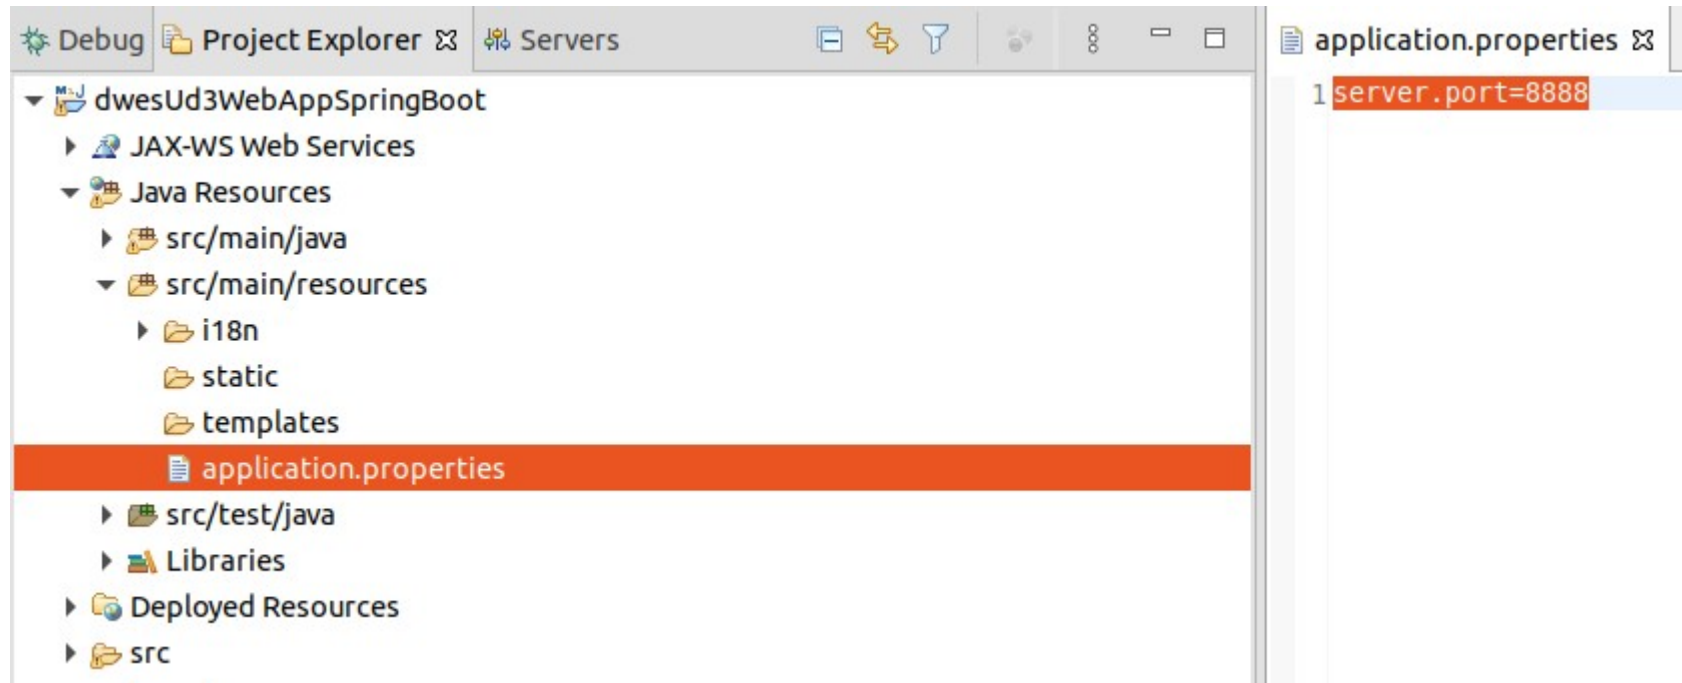 Debug Project Explorer Servers
dwesUd3WebAppSpringBoot
JAX-WS Web Services
Java Resources
src/main/java
src/main/resources
i18n
static
templates
application.properties
src/test/java
Libraries
Deployed Resources
src
application.properties
1 server.port=8888